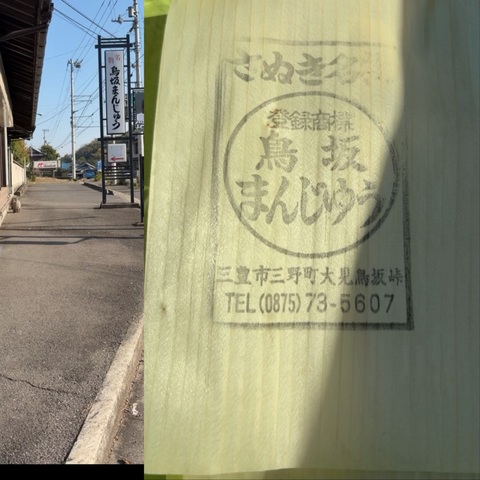 鳥坂まんじゅう
さぬき名物
登録商標
鳥坂
まんじゅう
三豊市三野町大見鳥坂峠
TEL(0875)73-5607